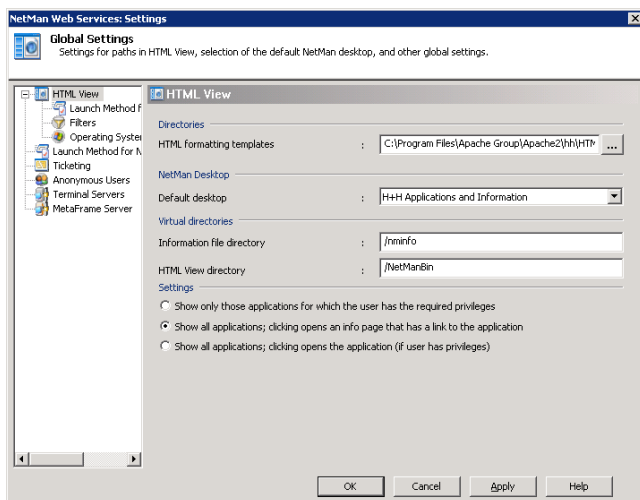 NetMan Web Services: Settings
Global Settings
Settings for paths in HTML View, selection of the default NetMan desktop, and other global settings.
HTML View
Launch Method f
Filters
Operating Syste
Launch Method for N
Ticketing
Anonymous Users
Terminal Servers
MetaFrame Server
HTML View
Directories
HTML formatting templates : C:\Program Files\Apache Group\Apache2\hh\HTM ...
NetMan Desktop
Default desktop : H+H Applications and Information
Virtual directories
Information file directory : /nminfo
HTML View directory : /NetManBin
Settings
Show only those applications for which the user has the required privileges
Show all applications; clicking opens an info page that has a link to the application
Show all applications; clicking opens the application (if user has privileges)
OK Cancel Apply Help